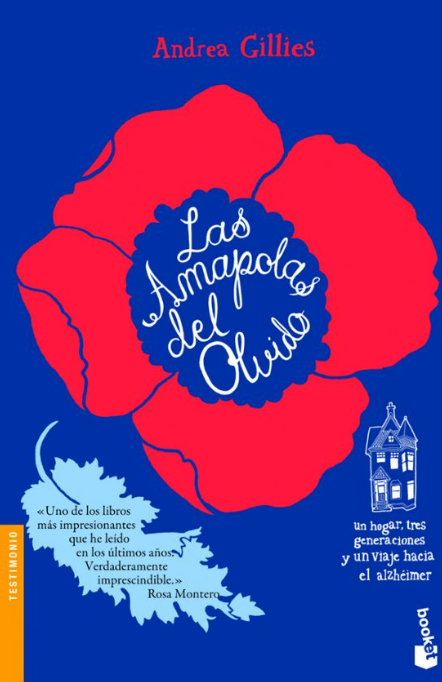 Andrea Gillies
Las
Amapolas
del
Olvido
«Uno de los libros
más impresionantes
que he leído
en los últimos años.
Verdaderamente
imprescindible.»
Rosa Montero
un hogar, tres
generaciones
y un viaje hacia
el alzhéimer
TESTIMONIO
booket